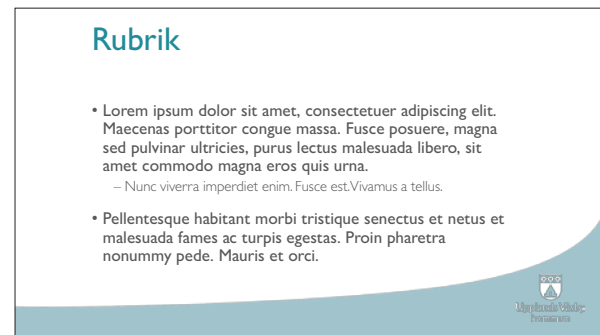 Rubrik
• Lorem ipsum dolor sit amet, consectetuer adipiscing elit.
Maecenas porttitor congue massa. Fusce posuere, magna
sed pulvinar ultricies, purus lectus malesuada libero, sit
amet commodo magna eros quis urna.
– Nunc viverra imperdiet enim. Fusce est. Vivamus a tellus.
• Pellentesque habitant morbi tristique senectus et netus et
malesuada fames ac turpis egestas. Proin pharetra
nonummy pede. Mauris et orci.
Upplands Väsby